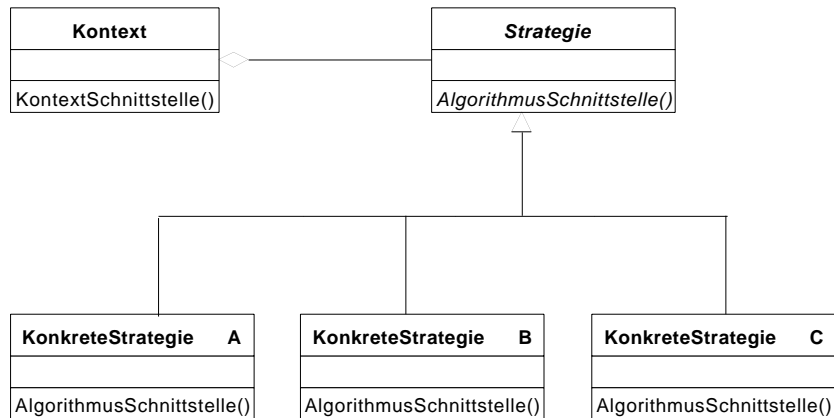 Kontext
KontextSchnittstelle()
Strategie
AlgorithmusSchnittstelle()
KonkreteStrategie A
AlgorithmusSchnittstelle()
KonkreteStrategie B
AlgorithmusSchnittstelle()
KonkreteStrategie C
AlgorithmusSchnittstelle()